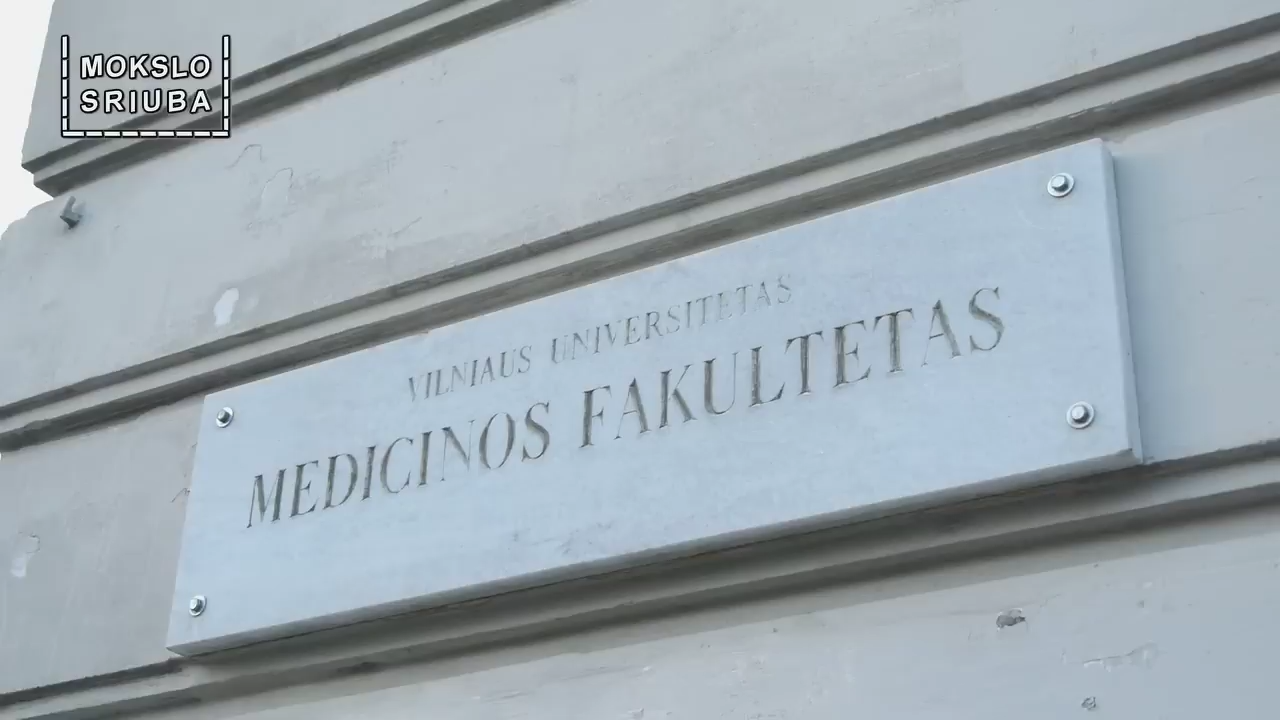 MOKSLO
SRIUBA
VILNIAUS UNIVERSITETAS
MEDICINOS FAKULTETAS